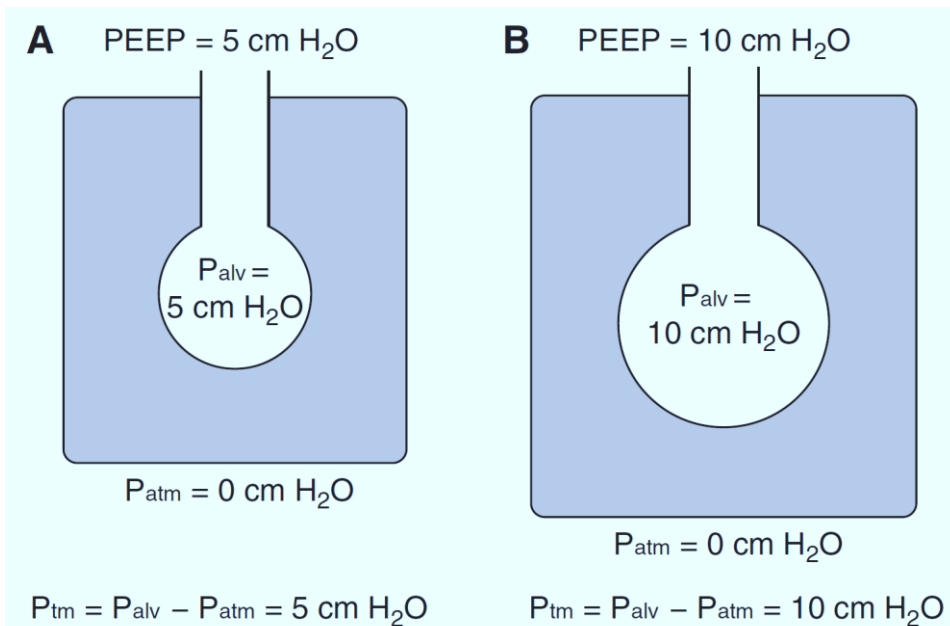 A PEEP = 5 cm H₂O
Palv =
5 cm H₂O
Patm = 0 cm H₂O
Ptm = Palv – Patm = 5 cm H₂O
B PEEP = 10 cm H₂O
Palv =
10 cm H₂O
Patm = 0 cm H₂O
Ptm = Palv – Patm = 10 cm H₂O